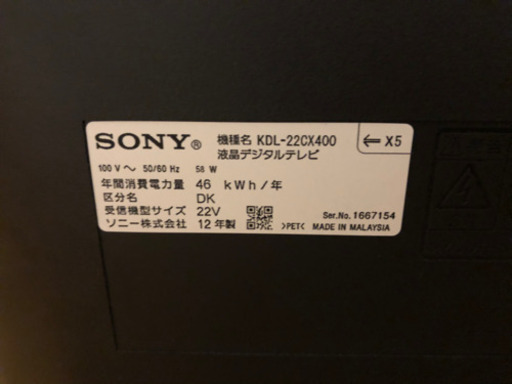 SONY® 機種名 KDL-22CX400
液晶デジタルテレビ
← X5
100 V～ 50/60 Hz 58 W
年間消費電力量 46 kWh/年
区分名 DK
受信機型サイズ 22V
ソニー株式会社 12年製 >PET<
Ser.No. 1667154
MADE IN MALAYSIA